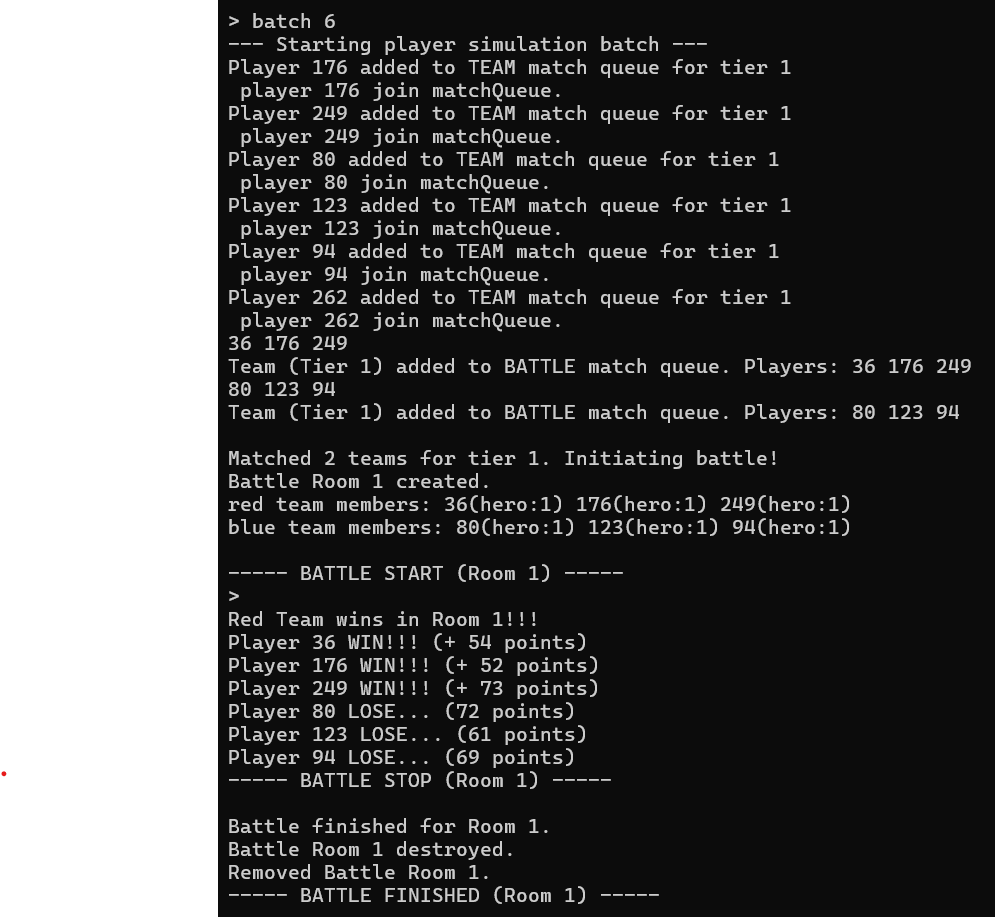 > batch 6
--- Starting player simulation batch ---
Player 176 added to TEAM match queue for tier 1
 player 176 join matchQueue.
Player 249 added to TEAM match queue for tier 1
 player 249 join matchQueue.
Player 80 added to TEAM match queue for tier 1
 player 80 join matchQueue.
Player 123 added to TEAM match queue for tier 1
 player 123 join matchQueue.
Player 94 added to TEAM match queue for tier 1
 player 94 join matchQueue.
Player 262 added to TEAM match queue for tier 1
 player 262 join matchQueue.
36 176 249
Team (Tier 1) added to BATTLE match queue. Players: 36 176 249
80 123 94
Team (Tier 1) added to BATTLE match queue. Players: 80 123 94

Matched 2 teams for tier 1. Initiating battle!
Battle Room 1 created.
red team members: 36(hero:1) 176(hero:1) 249(hero:1)
blue team members: 80(hero:1) 123(hero:1) 94(hero:1)

----- BATTLE START (Room 1) -----
>
Red Team wins in Room 1!!!
Player 36 WIN!!! (+ 54 points)
Player 176 WIN!!! (+ 52 points)
Player 249 WIN!!! (+ 73 points)
Player 80 LOSE... (72 points)
Player 123 LOSE... (61 points)
Player 94 LOSE... (69 points)
----- BATTLE STOP (Room 1) -----

Battle finished for Room 1.
Battle Room 1 destroyed.
Removed Battle Room 1.
----- BATTLE FINISHED (Room 1) -----